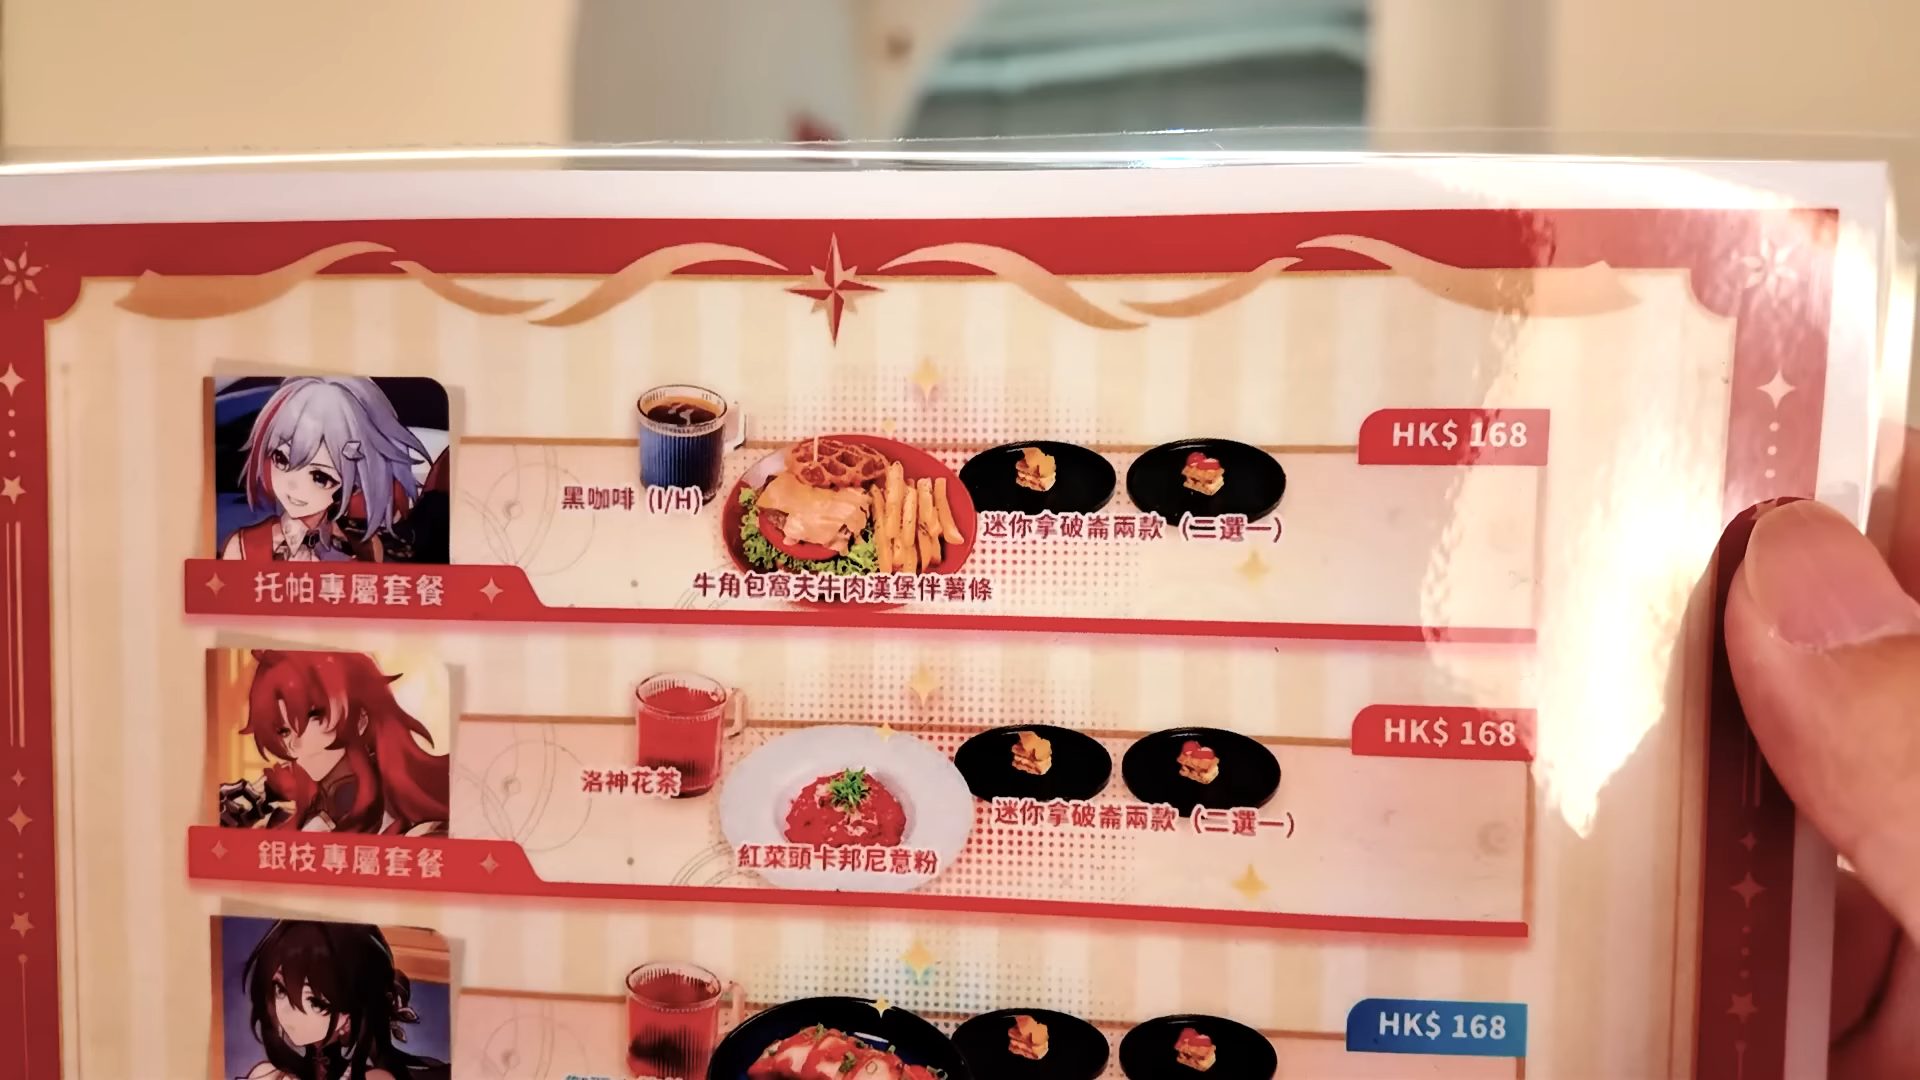 HK$ 168
黑咖啡 (I/H)
迷你拿破崙兩款 (二選一)
牛角包窩夫牛肉漢堡伴薯條
托帕專屬套餐
HK$ 168
洛神花茶
迷你拿破崙兩款 (二選一)
紅菜頭卡邦尼意粉
銀枝專屬套餐
HK$ 168